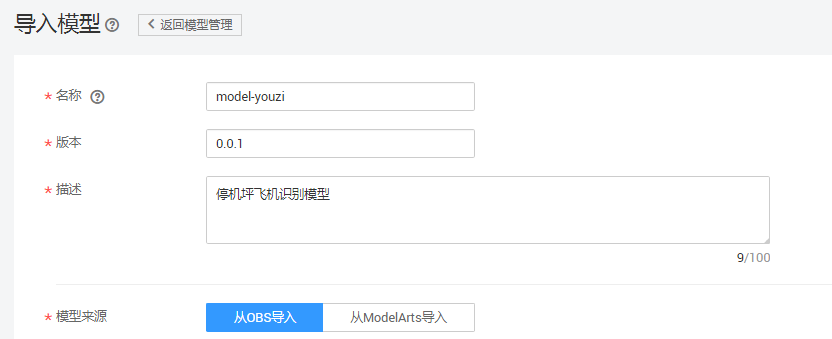 导入模型 ? < 返回模型管理
* 名称 ? model-youzi
* 版本 0.0.1
* 描述 停机坪飞机识别模型
9/100
* 模型来源 从OBS导入 从ModelArts导入